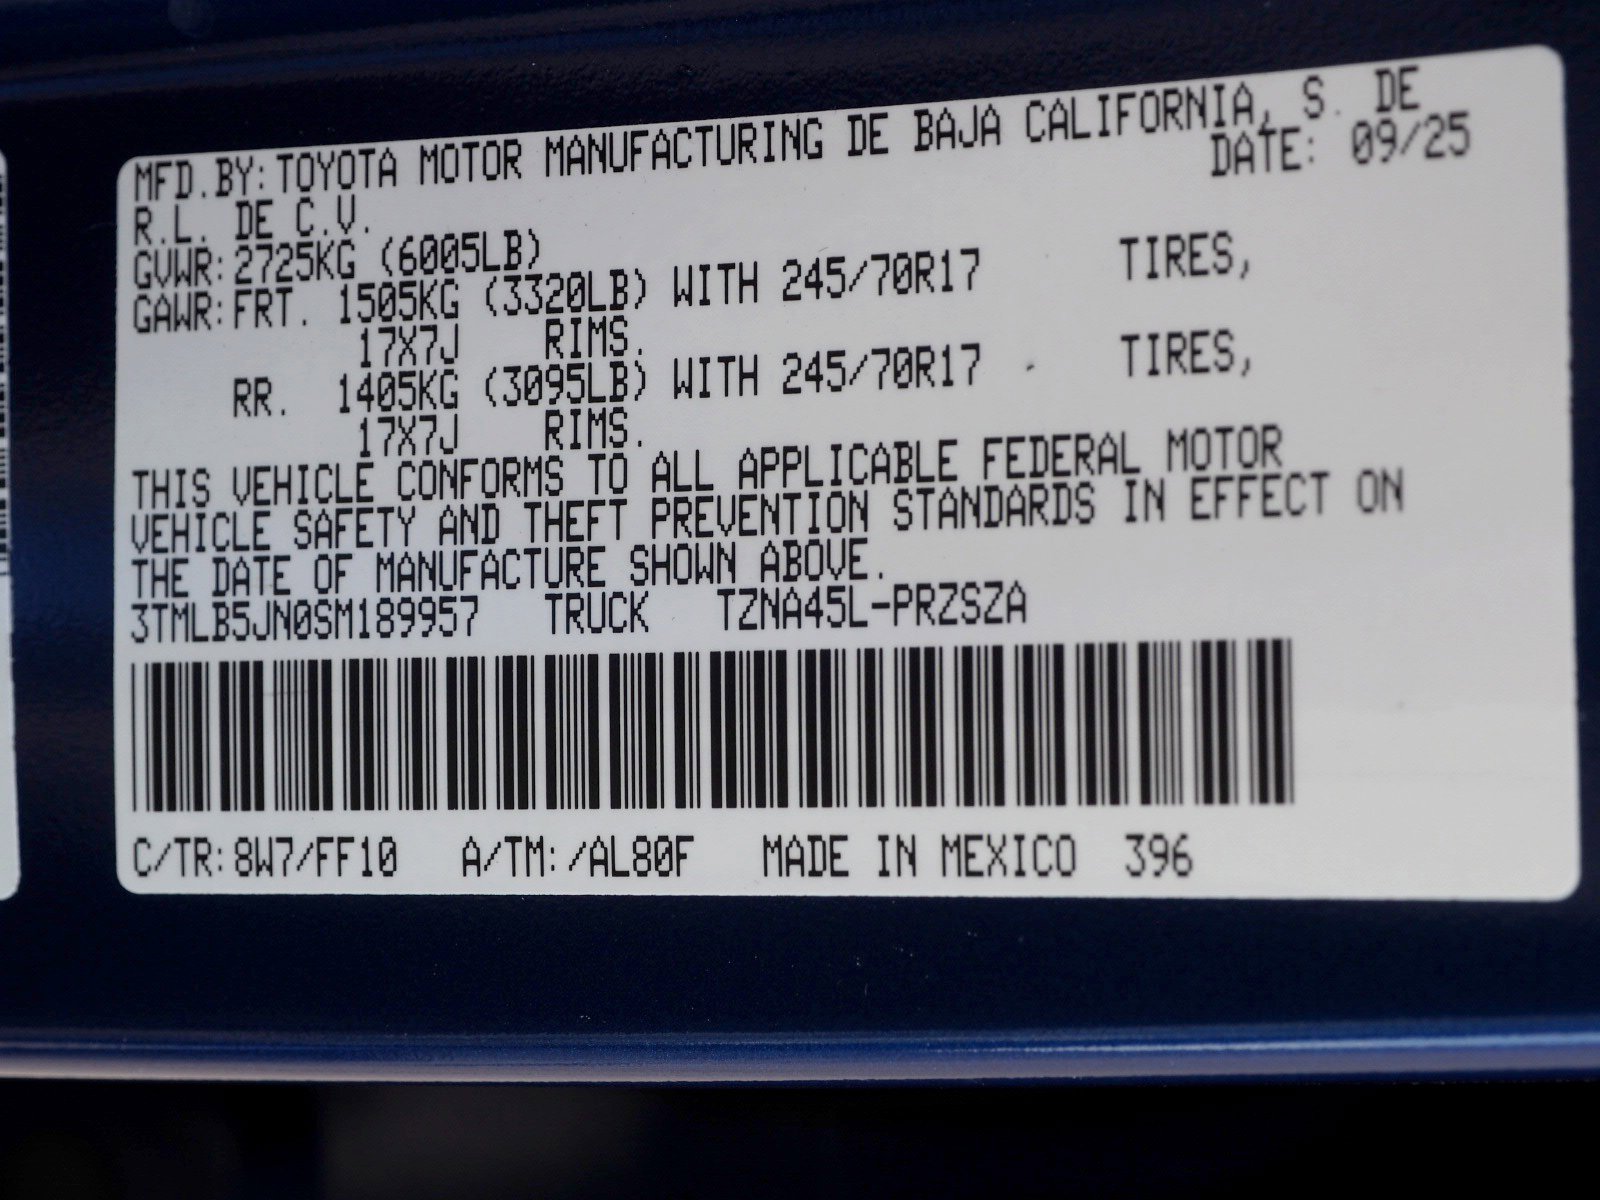 MFD.BY: TOYOTA MOTOR MANUFACTURING DE BAJA CALIFORNIA, S. DE
R.L. DE C.V. DATE: 09/25
GVWR: 2725KG (6005LB)
GAWR: FRT. 1505KG (3320LB) WITH 245/70R17 TIRES,
17X7J RIMS.
RR. 1405KG (3095LB) WITH 245/70R17 TIRES,
17X7J RIMS.
THIS VEHICLE CONFORMS TO ALL APPLICABLE FEDERAL MOTOR
VEHICLE SAFETY AND THEFT PREVENTION STANDARDS IN EFFECT ON
THE DATE OF MANUFACTURE SHOWN ABOVE.
3TMLB5JN0SM189957 TRUCK TZNA45L-PRZSZA
C/TR: 8W7/FF10 A/TM: /AL80F MADE IN MEXICO 396